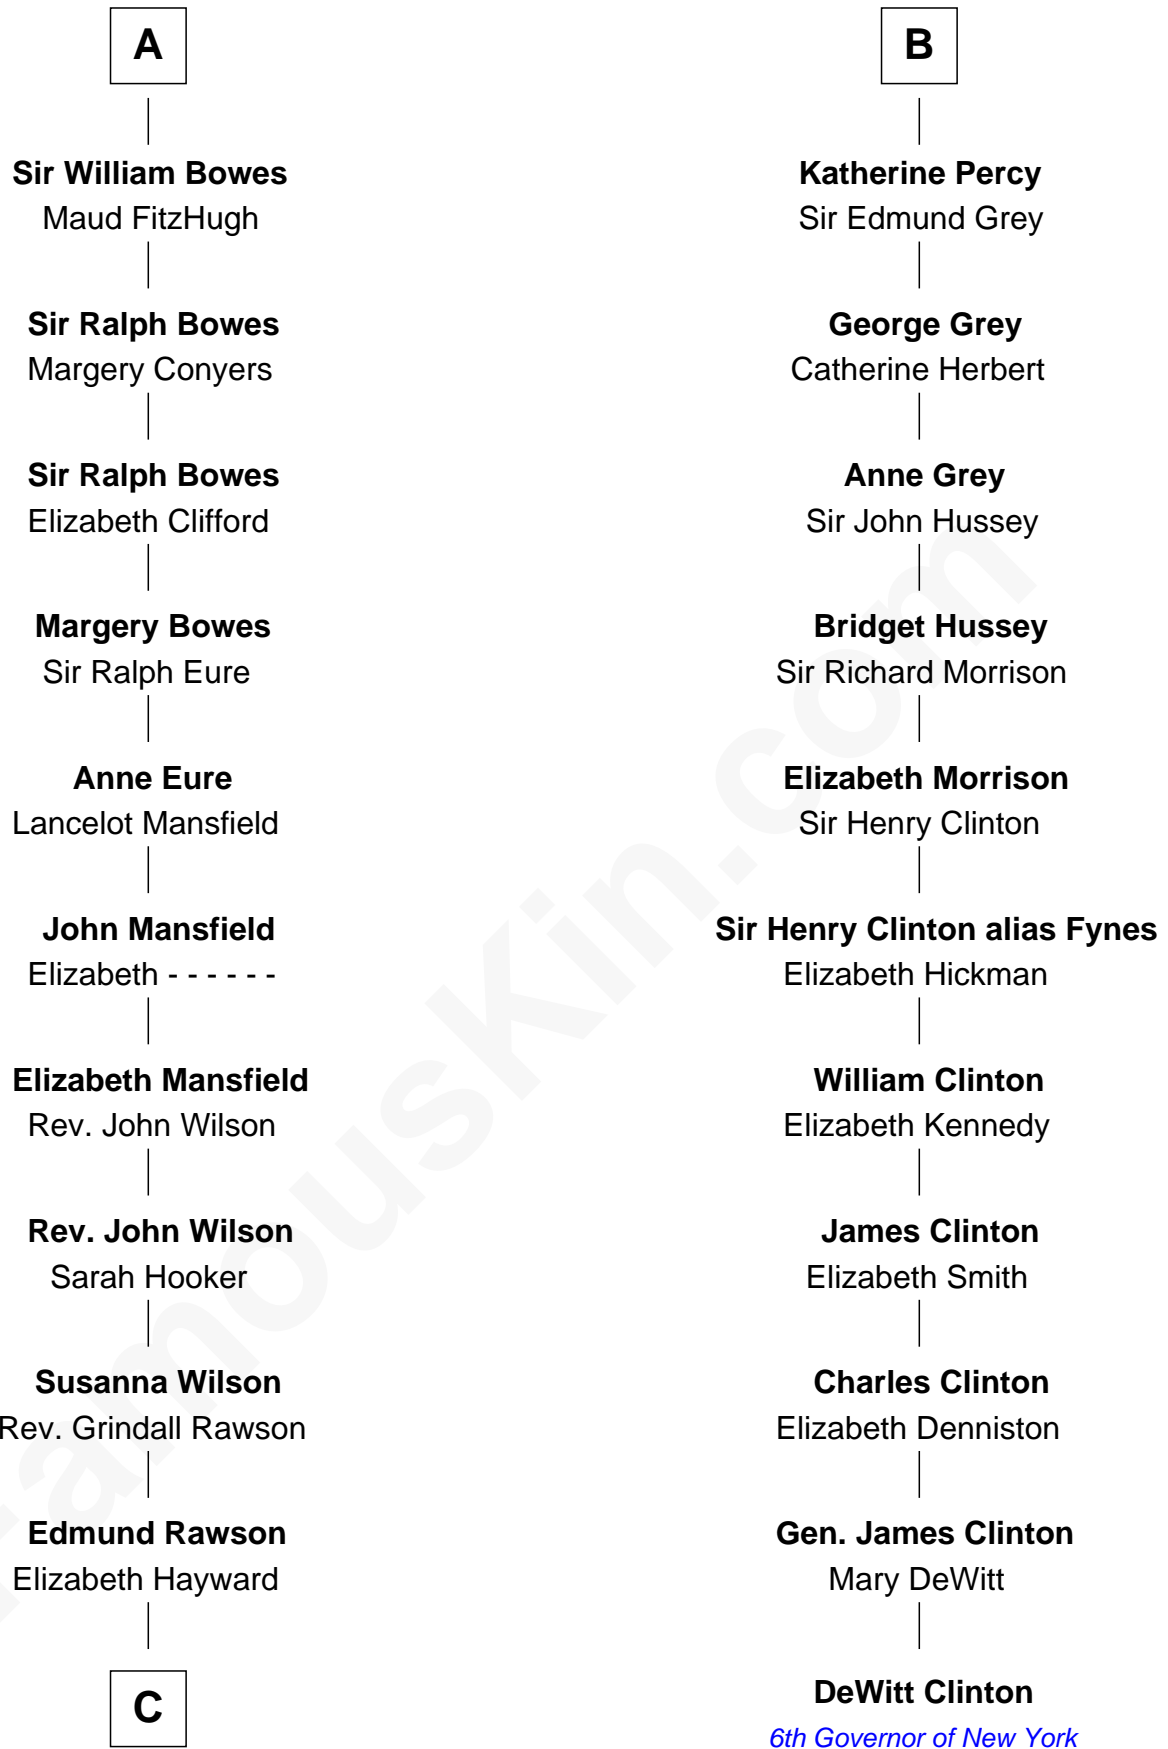 A
Sir William Bowes
Maud FitzHugh
Sir Ralph Bowes
Margery Conyers
Sir Ralph Bowes
Elizabeth Clifford
Margery Bowes
Sir Ralph Eure
Anne Eure
Lancelot Mansfield
John Mansfield
Elizabeth - - - - - -
Elizabeth Mansfield
Rev. John Wilson
Rev. John Wilson
Sarah Hooker
Susanna Wilson
Rev. Grindall Rawson
Edmund Rawson
Elizabeth Hayward
C
B
Katherine Percy
Sir Edmund Grey
George Grey
Catherine Herbert
Anne Grey
Sir John Hussey
Bridget Hussey
Sir Richard Morrison
Elizabeth Morrison
Sir Henry Clinton
Sir Henry Clinton alias Fynes
Elizabeth Hickman
William Clinton
Elizabeth Kennedy
James Clinton
Elizabeth Smith
Charles Clinton
Elizabeth Denniston
Gen. James Clinton
Mary DeWitt
DeWitt Clinton
6th Governor of New York
FamousKin.com